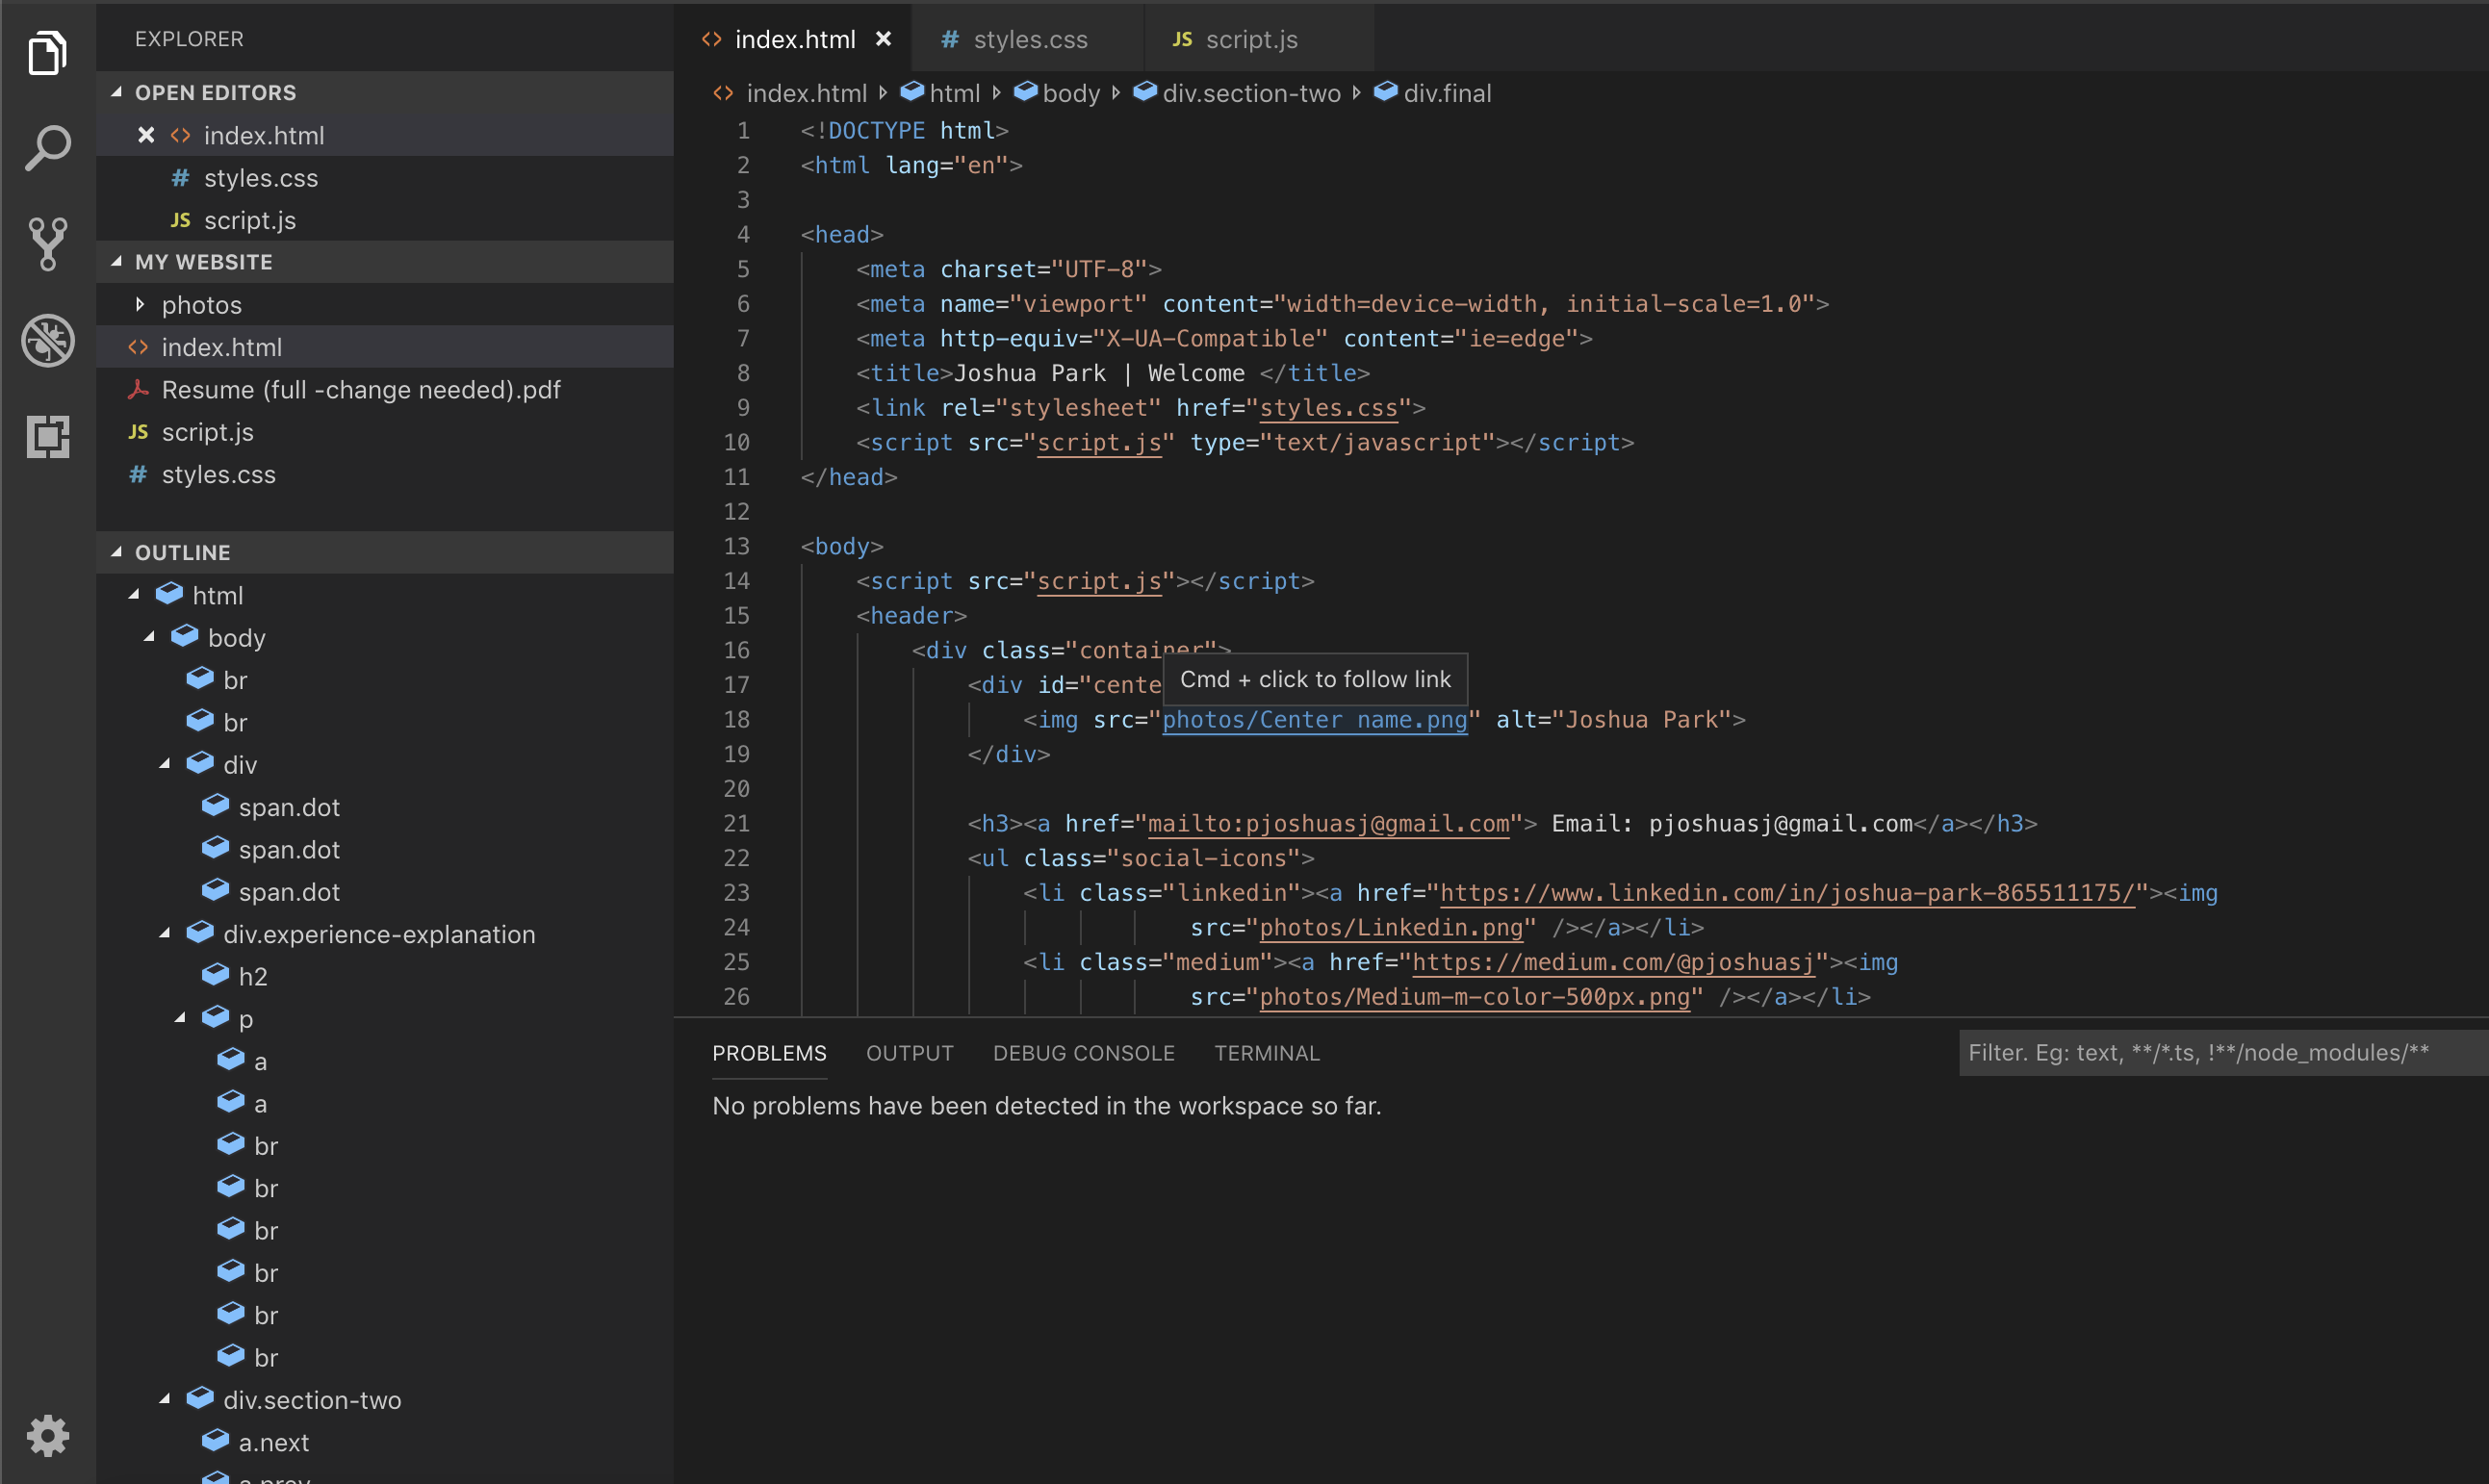 EXPLORER
OPEN EDITORS
index.html
# styles.css
JS script.js
MY WEBSITE
photos
index.html
Resume (full -change needed).pdf
JS script.js
# styles.css
OUTLINE
html
body
br
br
div
span.dot
span.dot
span.dot
div.experience-explanation
h2
p
a
a
br
br
br
br
br
br
div.section-two
a.next
index.html # styles.css JS script.js
index.html html body div.section-two div.final
1 <!DOCTYPE html>
2 <html lang="en">
3
4 <head>
5 <meta charset="UTF-8">
6 <meta name="viewport" content="width=device-width, initial-scale=1.0">
7 <meta http-equiv="X-UA-Compatible" content="ie=edge">
8 <title>Joshua Park | Welcome </title>
9 <link rel="stylesheet" href="styles.css">
10 <script src="script.js" type="text/javascript"></script>
11 </head>
12
13 <body>
14 <script src="script.js"></script>
15 <header>
16 <div class="container">
17 <div id="cente Cmd + click to follow link
18 <img src="photos/Center name.png" alt="Joshua Park">
19 </div>
20
21 <h3><a href="mailto:pjoshuasj@gmail.com"> Email: pjoshuasj@gmail.com</a></h3>
22 <ul class="social-icons">
23 <li class="linkedin"><a href="https://www.linkedin.com/in/joshua-park-865511175/"><img
24 src="photos/Linkedin.png" /></a></li>
25 <li class="medium"><a href="https://medium.com/@pjoshuasj"><img
26 src="photos/Medium-m-color-500px.png" /></a></li>
PROBLEMS OUTPUT DEBUG CONSOLE TERMINAL Filter. Eg: text, **/*.ts, !**/node_modules/**
No problems have been detected in the workspace so far.